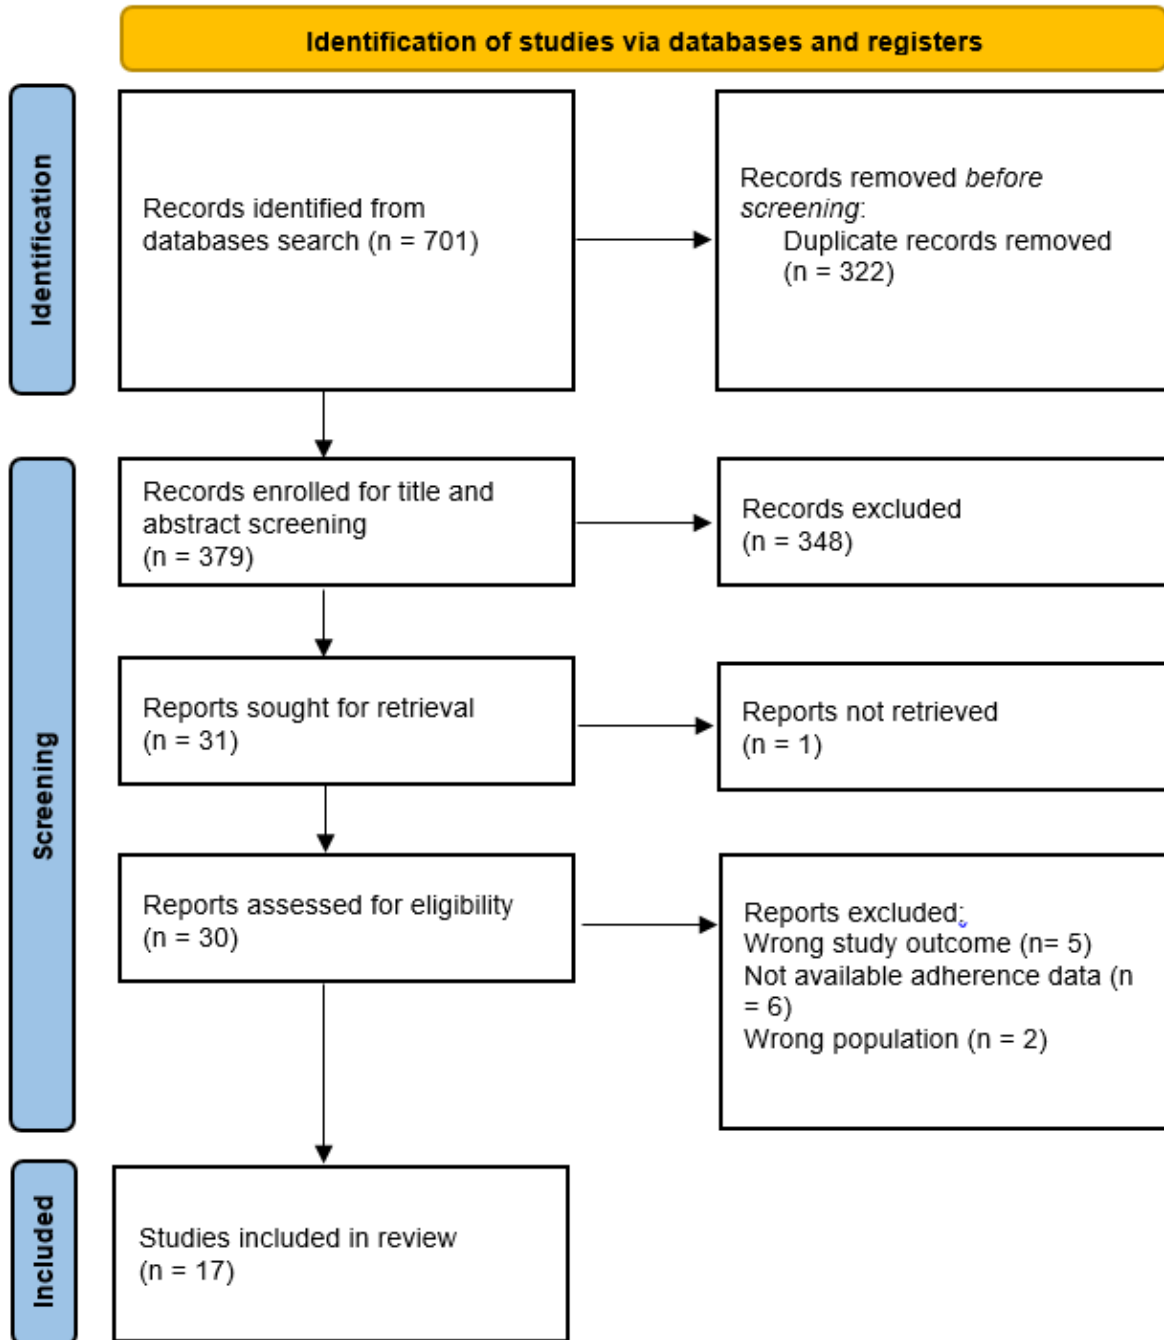 Identification of studies via databases and registers
Identification
Records identified from
databases search (n = 701)
Records removed before
screening:
Duplicate records removed
(n = 322)
Screening
Records enrolled for title and
abstract screening
(n = 379)
Records excluded
(n = 348)
Reports sought for retrieval
(n = 31)
Reports not retrieved
(n = 1)
Reports assessed for eligibility
(n = 30)
Reports excluded:
Wrong study outcome (n= 5)
Not available adherence data (n
= 6)
Wrong population (n = 2)
Included
Studies included in review
(n = 17)